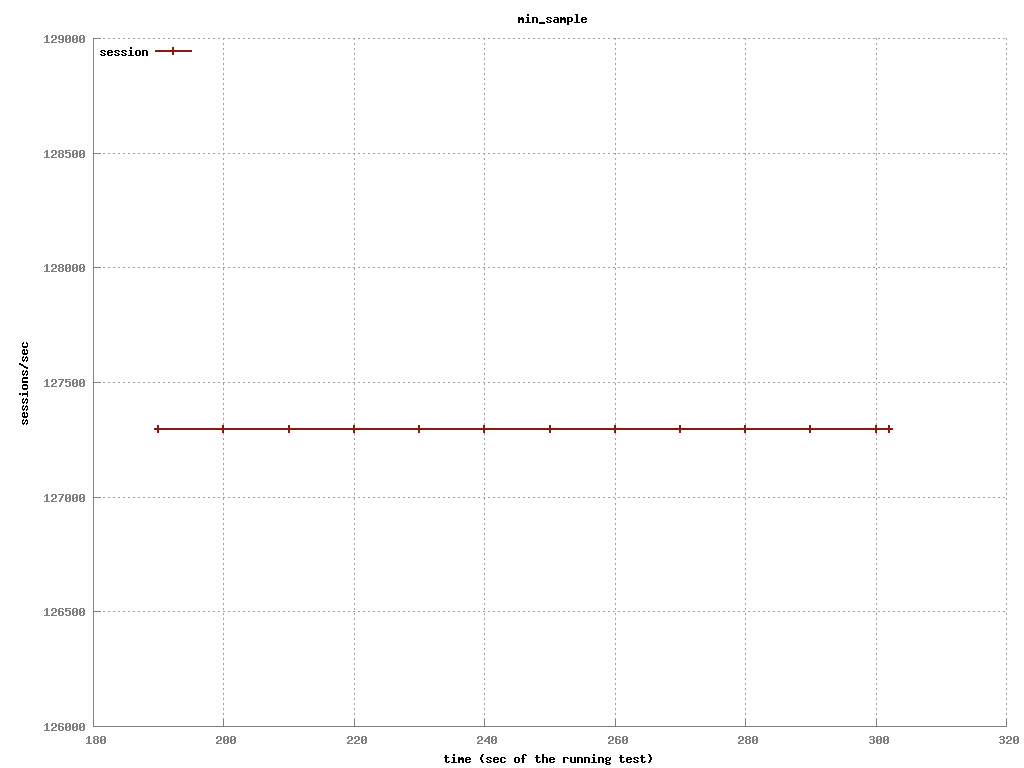 min_sample
session
129000
128500
128000
127500
127000
126500
126000
sessions/sec
180 200 220 240 260 280 300 320
time (sec of the running test)